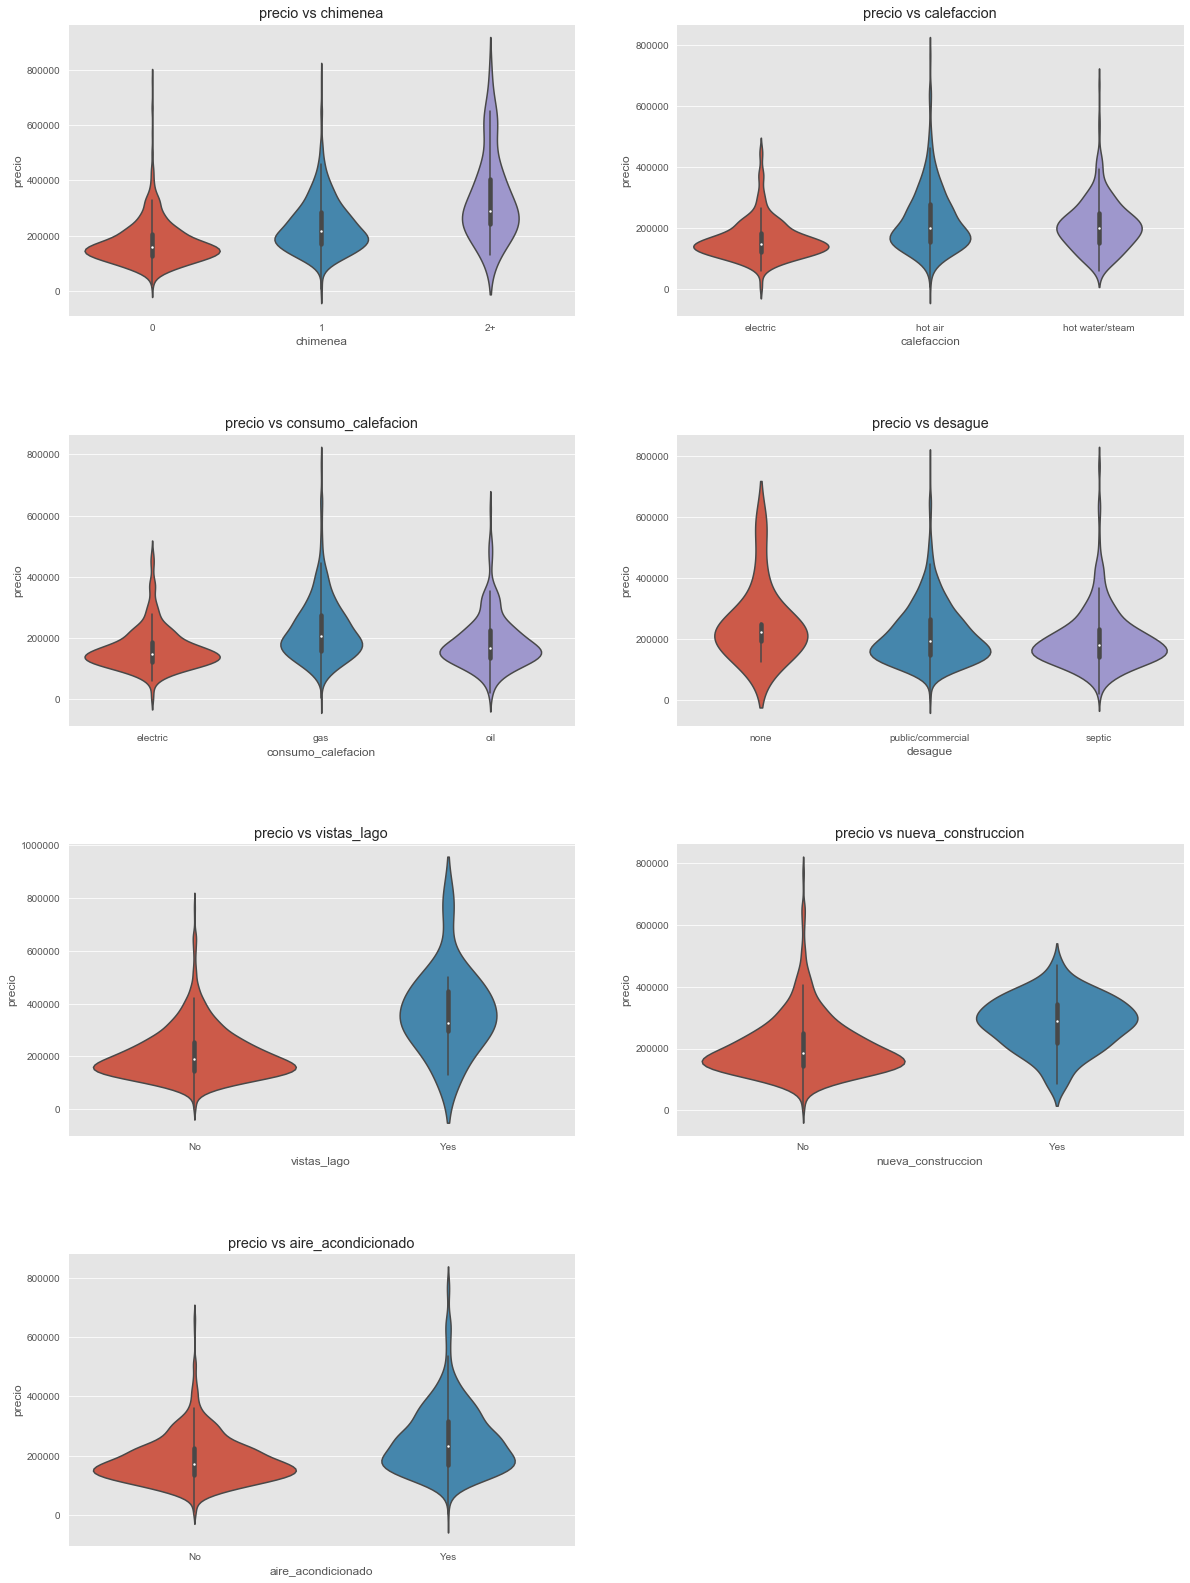 precio vs chimenea
800000
600000
400000
200000
0
precio
0 1 2+
chimenea
precio vs calefaccion
800000
600000
400000
200000
0
precio
electric hot air hot water/steam
calefaccion
precio vs consumo_calefacion
800000
600000
400000
200000
0
precio
electric gas oil
consumo_calefacion
precio vs desague
800000
600000
400000
200000
0
precio
none public/commercial septic
desague
precio vs vistas_lago
1000000
800000
600000
400000
200000
0
precio
No Yes
vistas_lago
precio vs nueva_construccion
800000
600000
400000
200000
0
precio
No Yes
nueva_construccion
precio vs aire_acondicionado
800000
600000
400000
200000
0
precio
No Yes
aire_acondicionado